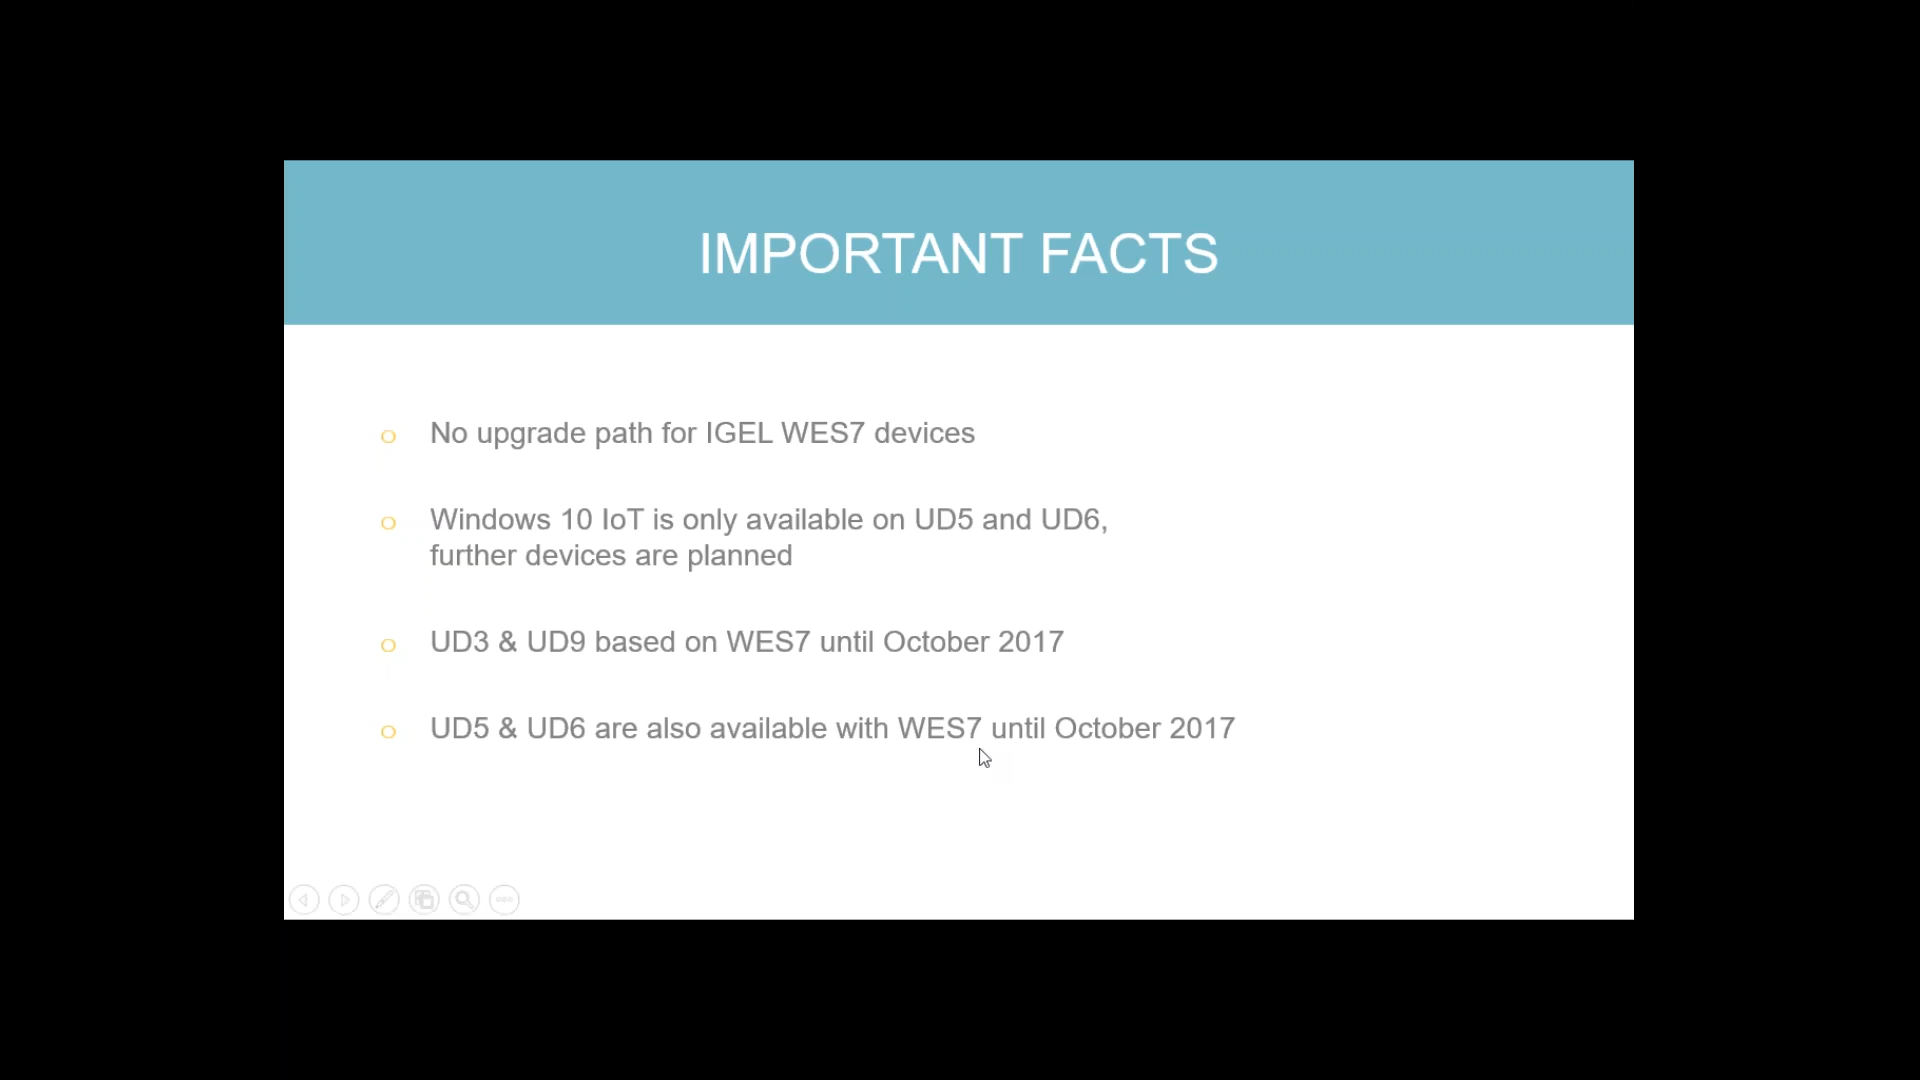 IMPORTANT FACTS
o No upgrade path for IGEL WES7 devices
o Windows 10 IoT is only available on UD5 and UD6,
further devices are planned
o UD3 & UD9 based on WES7 until October 2017
o UD5 & UD6 are also available with WES7 until October 2017